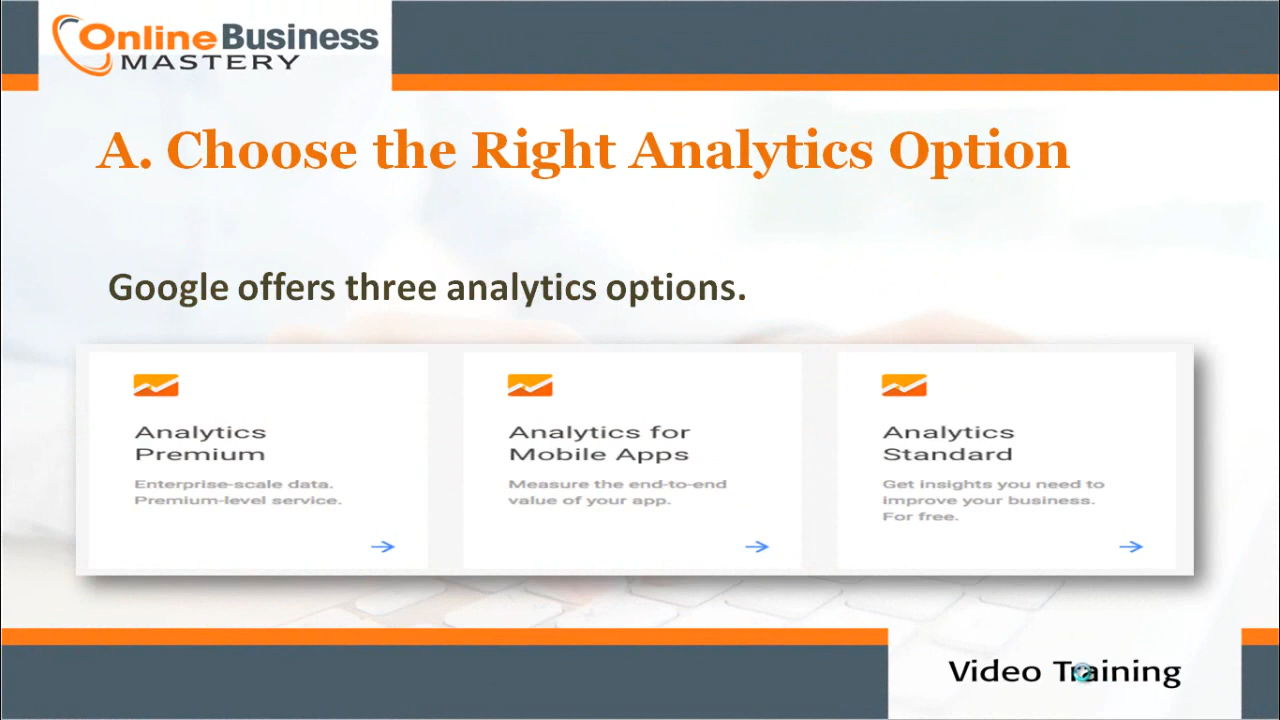 Online Business
MASTERY
A. Choose the Right Analytics Option
Google offers three analytics options.
Analytics
Premium
Enterprise-scale data.
Premium-level service.
Analytics for
Mobile Apps
Measure the end-to-end
value of your app.
Analytics
Standard
Get insights you need to
improve your business.
For free.
Video Training